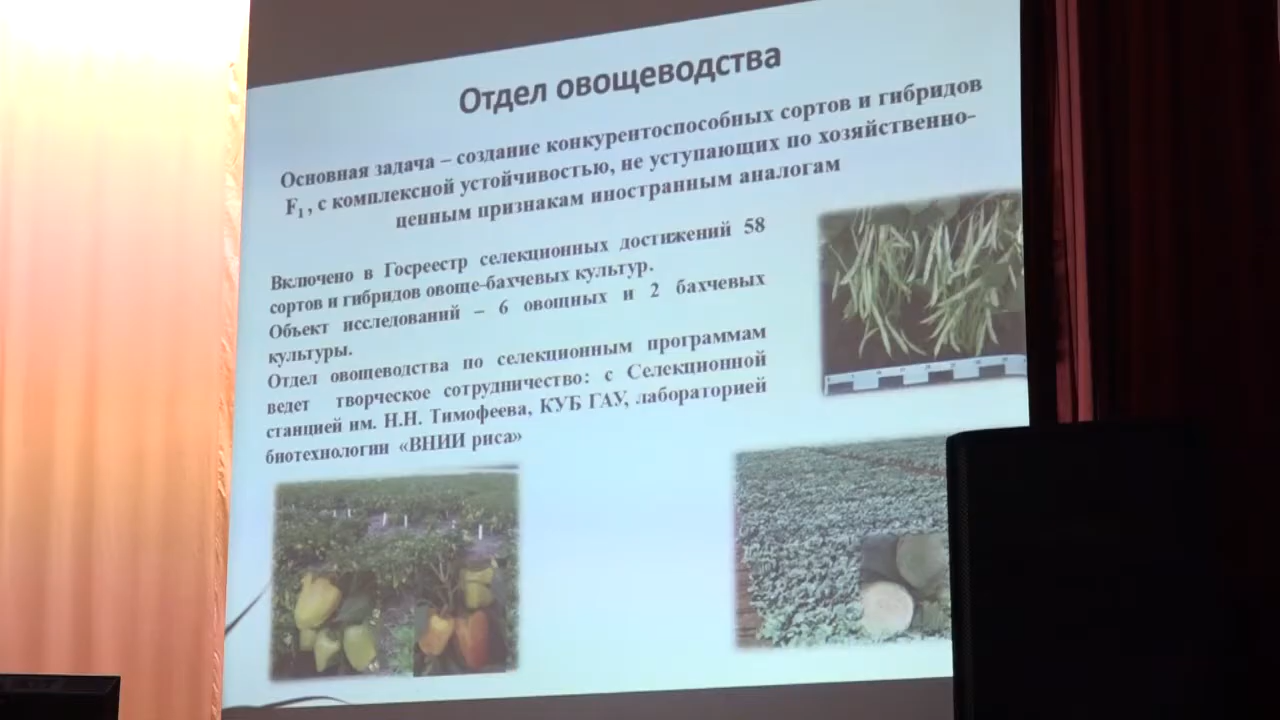 Отдел овощеводства
Основная задача – создание конкурентоспособных сортов и гибридов
F₁, с комплексной устойчивостью, не уступающих по хозяйственно-
ценным признакам иностранным аналогам
Включено в Госреестр селекционных достижений 58
сортов и гибридов овоще-бахчевых культур.
Объект исследований – 6 овощных и 2 бахчевых
культуры.
Отдел овощеводства по селекционным программам
ведет творческое сотрудничество: с Селекционной
станцией им. Н.Н. Тимофеева, КУБ ГАУ, лабораторией
биотехнологии «ВНИИ риса»